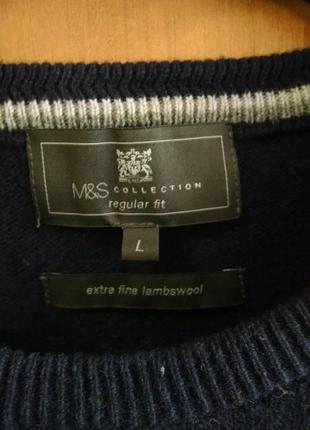 M&S COLLECTION
regular fit
L
extra fine lambswool